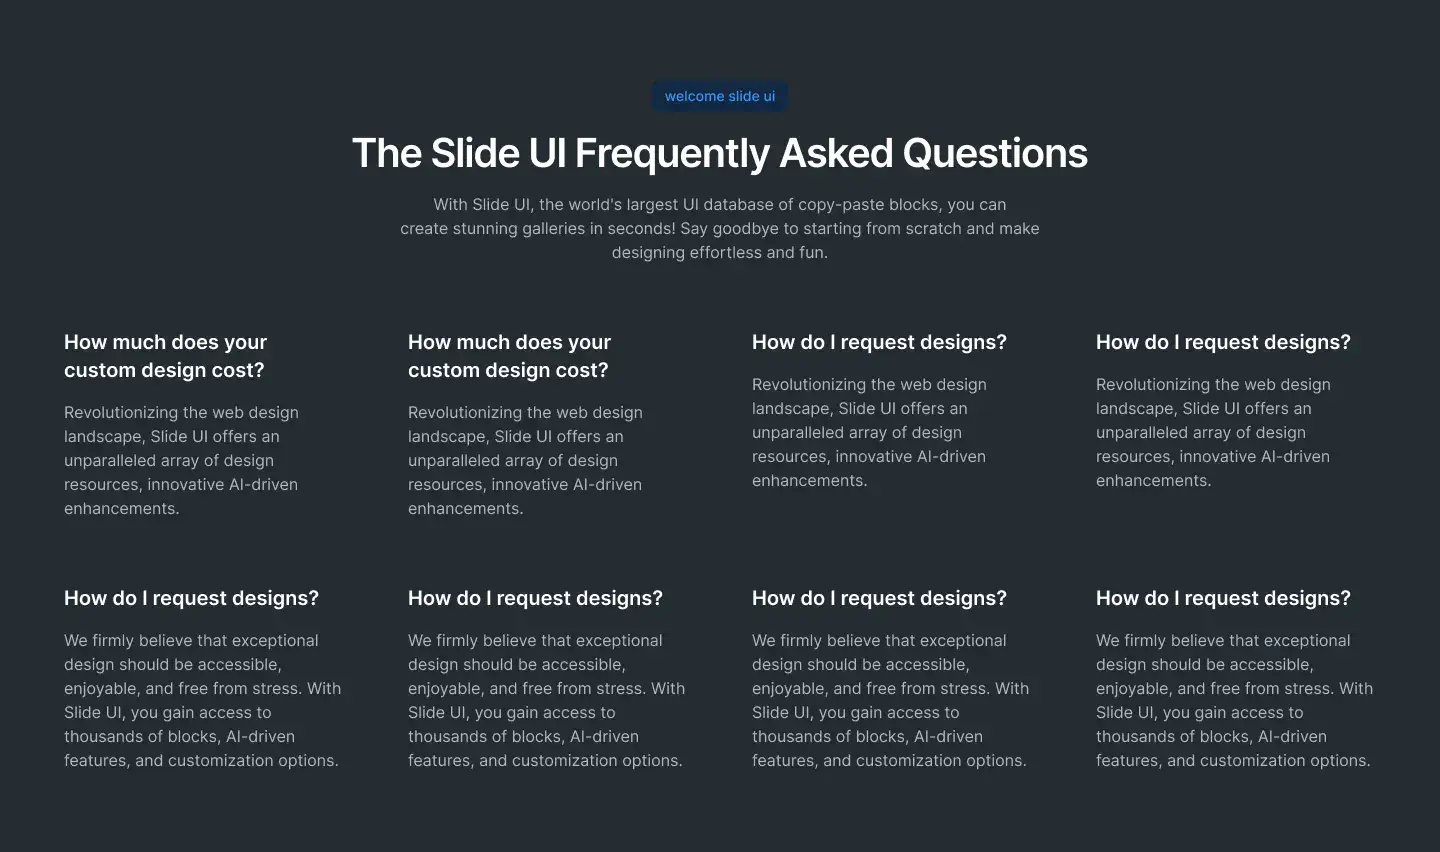 welcome slide ui
The Slide UI Frequently Asked Questions
With Slide UI, the world's largest UI database of copy-paste blocks, you can
create stunning galleries in seconds! Say goodbye to starting from scratch and make
designing effortless and fun.
How much does your
custom design cost?
Revolutionizing the web design
landscape, Slide UI offers an
unparalleled array of design
resources, innovative AI-driven
enhancements.
How much does your
custom design cost?
Revolutionizing the web design
landscape, Slide UI offers an
unparalleled array of design
resources, innovative AI-driven
enhancements.
How do I request designs?
Revolutionizing the web design
landscape, Slide UI offers an
unparalleled array of design
resources, innovative AI-driven
enhancements.
How do I request designs?
Revolutionizing the web design
landscape, Slide UI offers an
unparalleled array of design
resources, innovative AI-driven
enhancements.
How do I request designs?
We firmly believe that exceptional
design should be accessible,
enjoyable, and free from stress. With
Slide UI, you gain access to
thousands of blocks, AI-driven
features, and customization options.
How do I request designs?
We firmly believe that exceptional
design should be accessible,
enjoyable, and free from stress. With
Slide UI, you gain access to
thousands of blocks, AI-driven
features, and customization options.
How do I request designs?
We firmly believe that exceptional
design should be accessible,
enjoyable, and free from stress. With
Slide UI, you gain access to
thousands of blocks, AI-driven
features, and customization options.
How do I request designs?
We firmly believe that exceptional
design should be accessible,
enjoyable, and free from stress. With
Slide UI, you gain access to
thousands of blocks, AI-driven
features, and customization options.